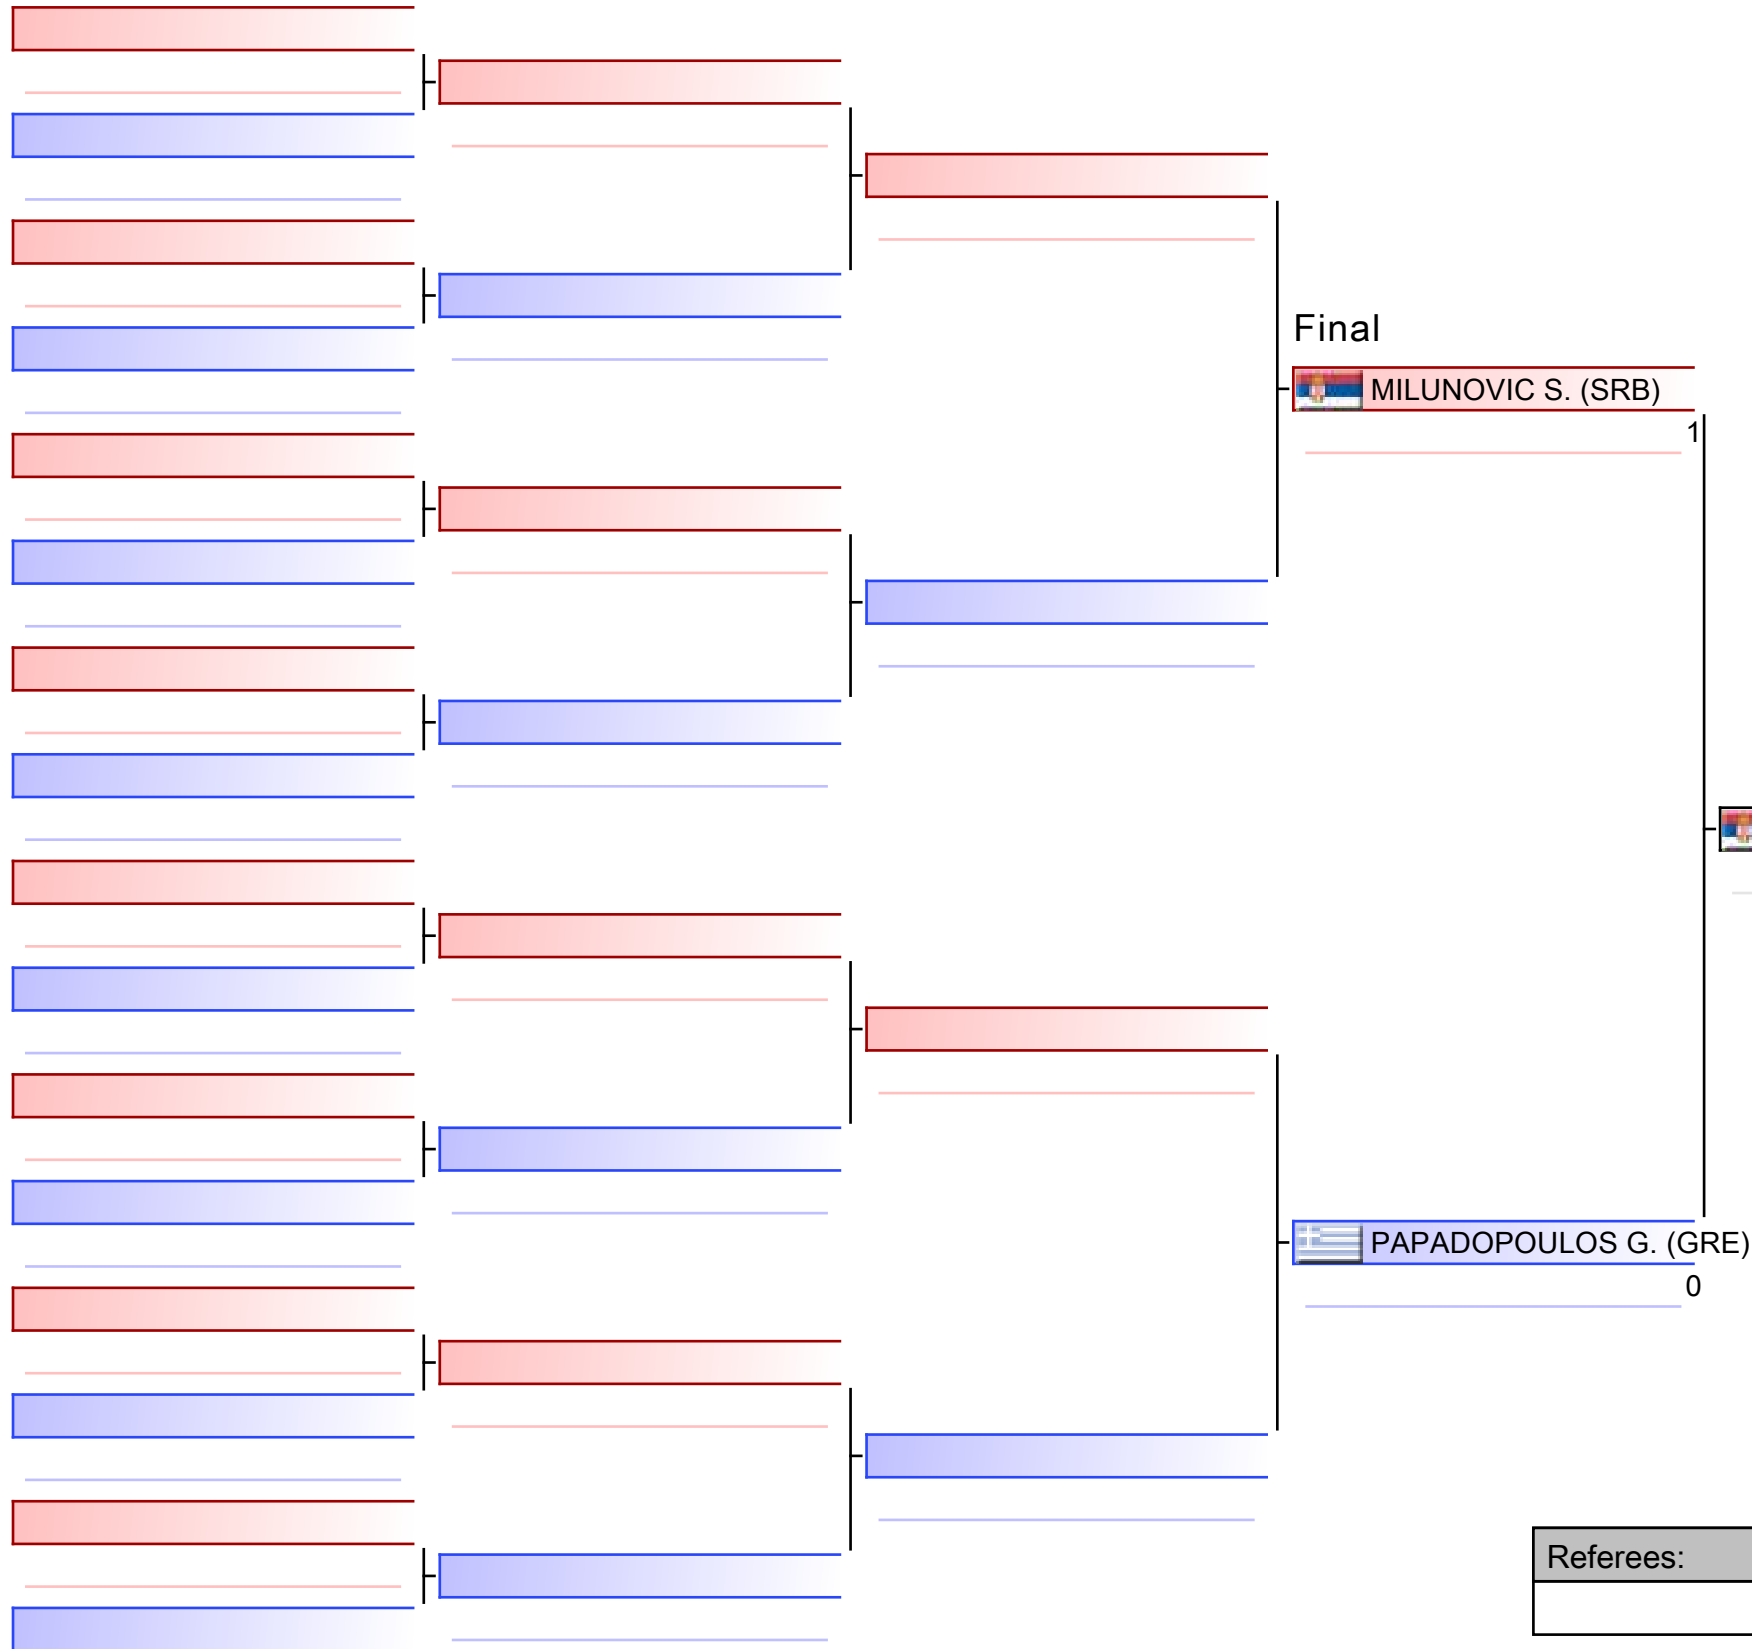 Final
MILUNOVIC S. (SRB)
1
PAPADOPOULOS G. (GRE)
0
Referees: